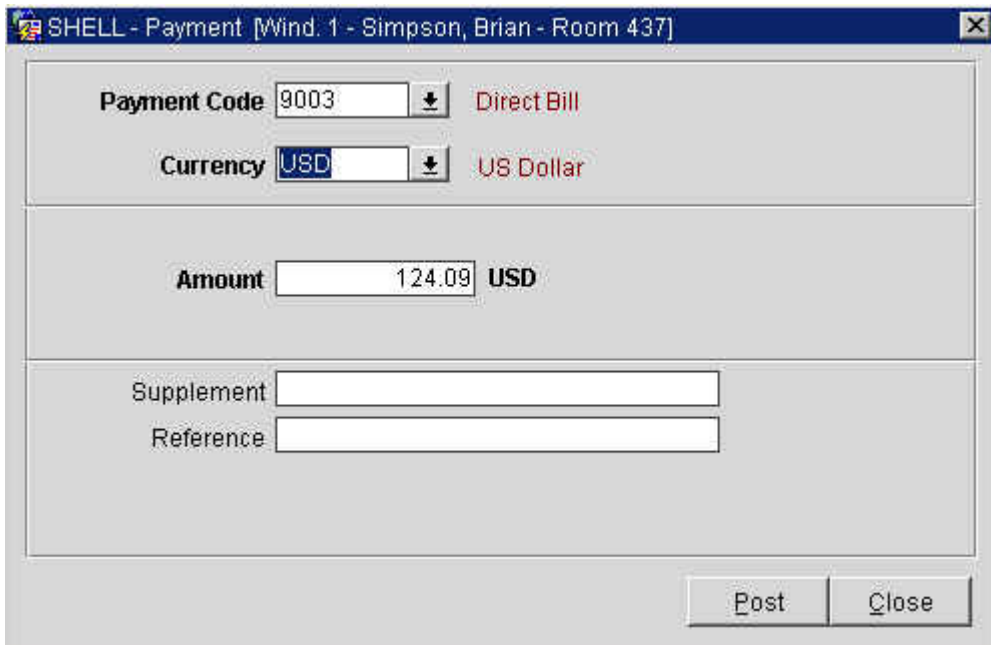 SHELL - Payment [Wind. 1 - Simpson, Brian - Room 437]
Payment Code 9003 Direct Bill
Currency USD US Dollar
Amount 124.09 USD
Supplement
Reference
Post Close